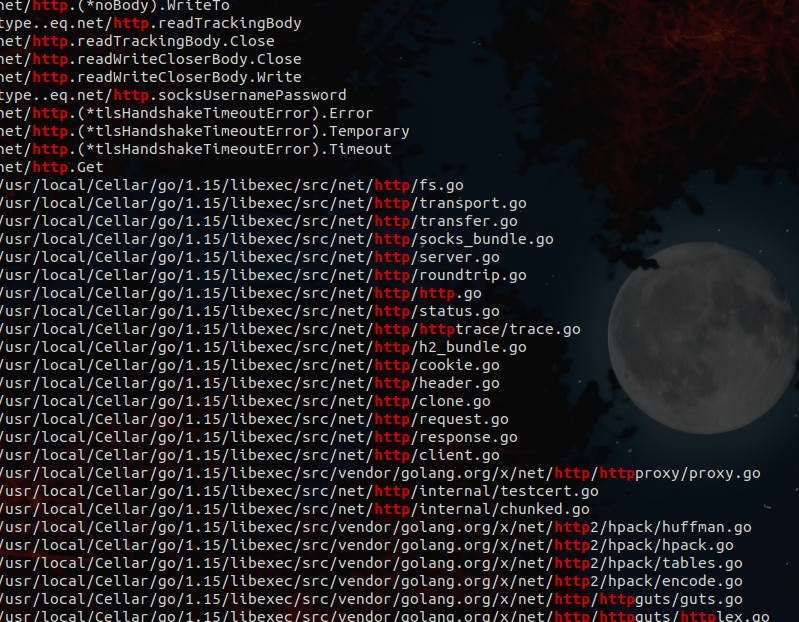 net/http.(*noBody).WriteTo
type..eq.net/http.readTrackingBody
net/http.readTrackingBody.Close
net/http.readWriteCloserBody.Close
net/http.readWriteCloserBody.Write
type..eq.net/http.socksUsernamePassword
net/http.(*tlsHandshakeTimeoutError).Error
net/http.(*tlsHandshakeTimeoutError).Temporary
net/http.(*tlsHandshakeTimeoutError).Timeout
net/http.Get
/usr/local/Cellar/go/1.15/libexec/src/net/http/fs.go
/usr/local/Cellar/go/1.15/libexec/src/net/http/transport.go
/usr/local/Cellar/go/1.15/libexec/src/net/http/transfer.go
/usr/local/Cellar/go/1.15/libexec/src/net/http/socks_bundle.go
/usr/local/Cellar/go/1.15/libexec/src/net/http/server.go
/usr/local/Cellar/go/1.15/libexec/src/net/http/roundtrip.go
/usr/local/Cellar/go/1.15/libexec/src/net/http/http.go
/usr/local/Cellar/go/1.15/libexec/src/net/http/status.go
/usr/local/Cellar/go/1.15/libexec/src/net/http/httptrace/trace.go
/usr/local/Cellar/go/1.15/libexec/src/net/http/h2_bundle.go
/usr/local/Cellar/go/1.15/libexec/src/net/http/cookie.go
/usr/local/Cellar/go/1.15/libexec/src/net/http/header.go
/usr/local/Cellar/go/1.15/libexec/src/net/http/clone.go
/usr/local/Cellar/go/1.15/libexec/src/net/http/request.go
/usr/local/Cellar/go/1.15/libexec/src/net/http/response.go
/usr/local/Cellar/go/1.15/libexec/src/net/http/client.go
/usr/local/Cellar/go/1.15/libexec/src/vendor/golang.org/x/net/http/httpproxy/proxy.go
/usr/local/Cellar/go/1.15/libexec/src/net/http/internal/testcert.go
/usr/local/Cellar/go/1.15/libexec/src/net/http/internal/chunked.go
/usr/local/Cellar/go/1.15/libexec/src/vendor/golang.org/x/net/http2/hpack/huffman.go
/usr/local/Cellar/go/1.15/libexec/src/vendor/golang.org/x/net/http2/hpack/hpack.go
/usr/local/Cellar/go/1.15/libexec/src/vendor/golang.org/x/net/http2/hpack/tables.go
/usr/local/Cellar/go/1.15/libexec/src/vendor/golang.org/x/net/http2/hpack/encode.go
/usr/local/Cellar/go/1.15/libexec/src/vendor/golang.org/x/net/http/httpguts/guts.go
/usr/local/Cellar/go/1.15/libexec/src/vendor/golang.org/x/net/http/httpguts/httplex.go